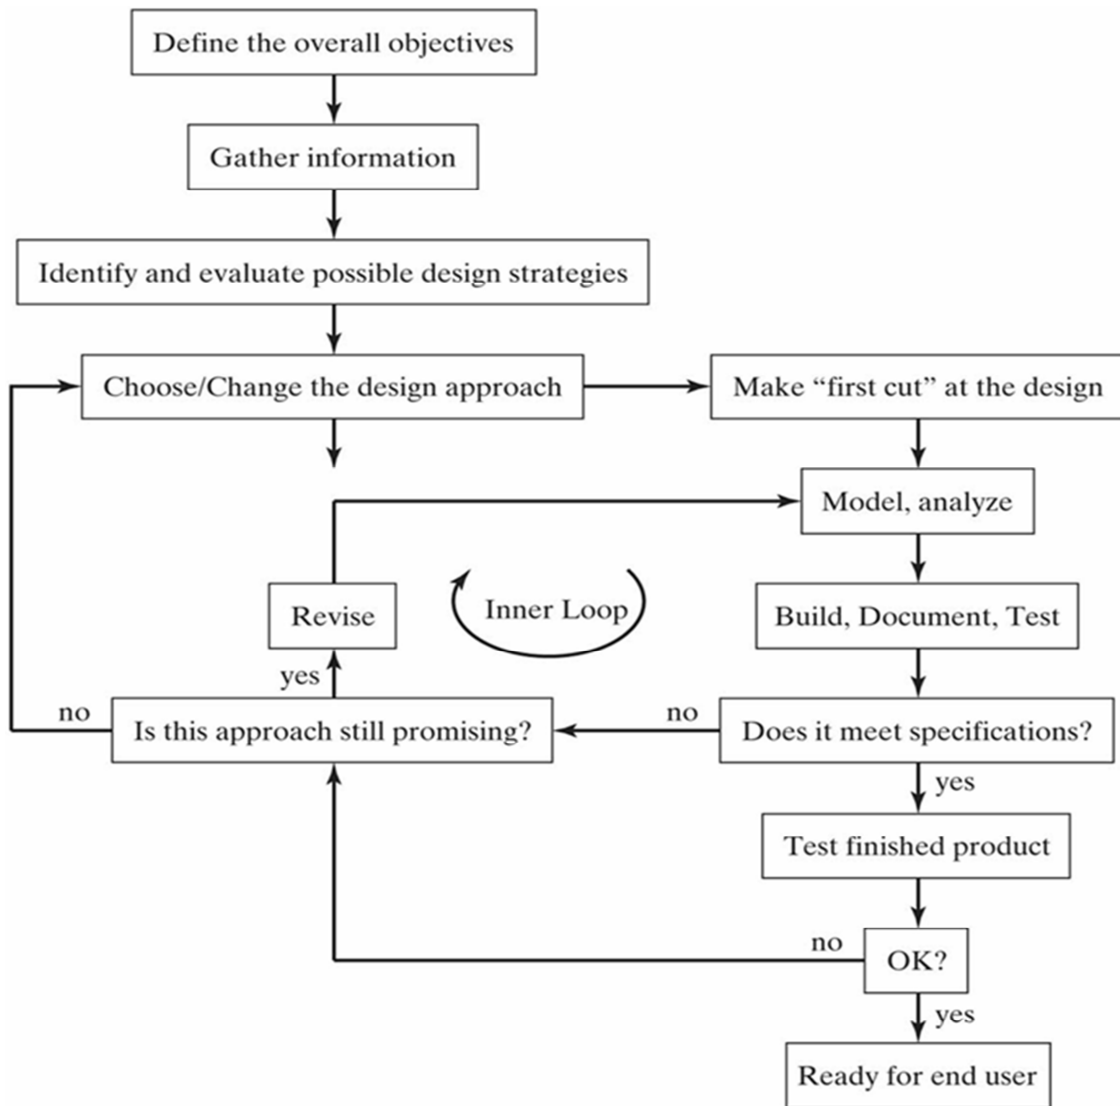 Define the overall objectives
Gather information
Identify and evaluate possible design strategies
Choose/Change the design approach
Make “first cut” at the design
Model, analyze
Revise
Inner Loop
Build, Document, Test
yes
no
Is this approach still promising?
no
Does it meet specifications?
yes
Test finished product
no
OK?
yes
Ready for end user